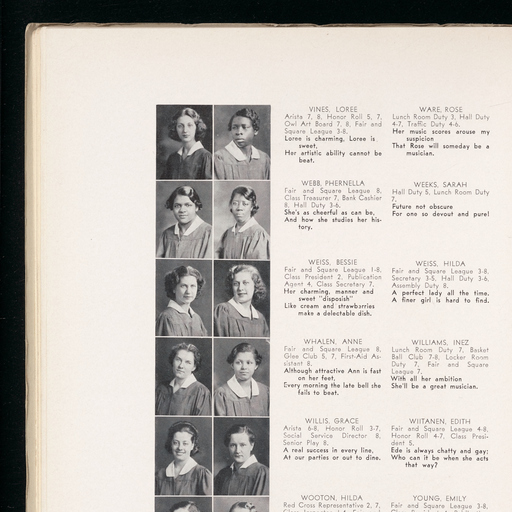 VINES, LOREE
Arista 7, 8, Honor Roll 5, 7,
Owl Art Board 7, 8, Fair and
Square League 3-8.
Loree is charming, Loree is
sweet,
Her artistic ability cannot be
beat.
WARE, ROSE
Lunch Room Duty 3, Hall Duty
4-7, Traffic Duty 4-6.
Her music scores arouse my
suspicion
That Rose will someday be a
musician.
WEBB, PHERNELLA
Fair and Square League 8,
Class Treasurer 7, Bank Cashier
8, Hall Duty 3-6.
She's as cheerful as can be,
And how she studies her his-
tory.
WEEKS, SARAH
Hall Duty 5, Lunch Room Duty
7.
Future not obscure
For one so devout and pure!
WEISS, BESSIE
Fair and Square League 1-8,
Class President 2, Publication
Agent 4, Class Secretary 7.
Her charming, manner and
sweet "disposish"
Like cream and strawberries
make a delectable dish.
WEISS, HILDA
Fair and Square League 3-8,
Secretary 3-5, Hall Duty 3-6,
Assembly Duty 8.
A perfect lady all the time,
A finer girl is hard to find.
WHALEN, ANNE
Fair and Square League 8,
Glee Club 5, 7, First-Aid As-
sistant 8.
Although attractive Ann is fast
on her feet,
Every morning the late bell she
fails to beat.
WILLIAMS, INEZ
Lunch Room Duty 7, Basket
Ball Club 7-8, Locker Room
Duty 7, Fair and Square
League 7.
With all her ambition
She'll be a great musician.
WILLIS, GRACE
Arista 6-8, Honor Roll 3-7,
Social Service Director 8,
Senior Play 8.
A real success in every line,
At our parties or out to dine.
WIITANEN, EDITH
Fair and Square League 4-8,
Honor Roll 4-7, Class Presi-
dent 5.
Ede is always chatty and gay;
Who can it be when she acts
that way?
WOOTON, HILDA
Red Cross Representative 2, 7,
YOUNG, EMILY
Fair and Square League 3-8,